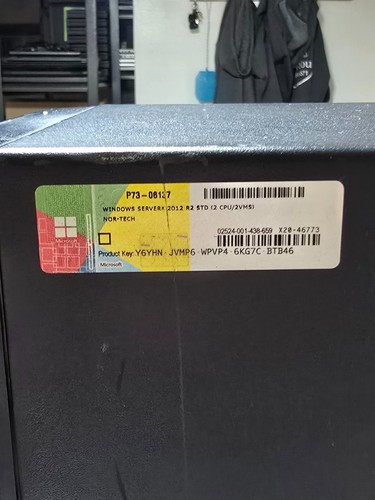 P73-06137
WINDOWS SERVER® 2012 R2 STD (2 CPU/2VMS)
NOR-TECH
Microsoft
02524-001-438-659 X20-46773
Product Key: Y6YHN-JVMP6-WPVP4-6KG7C-BTB46
Microsoft